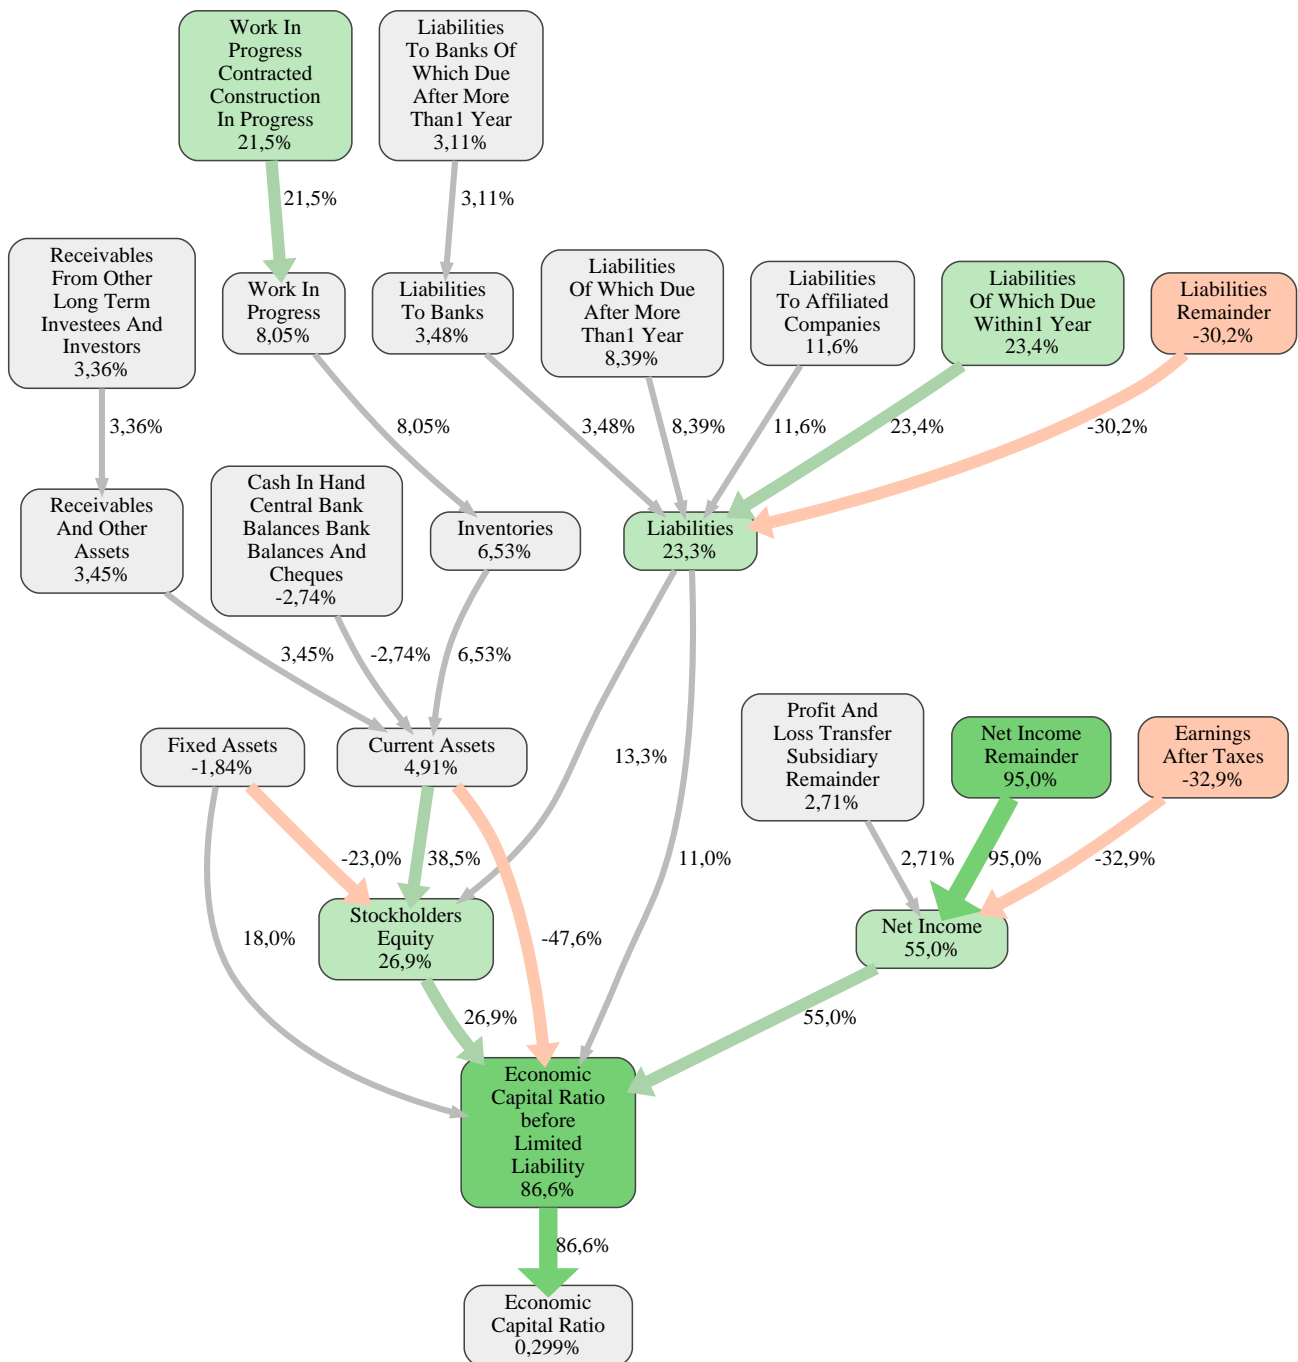 Work In
Progress
Contracted
Construction
In Progress
21,5%
Liabilities
To Banks Of
Which Due
After More
Than1 Year
3,11%
21,5%
3,11%
Receivables
From Other
Long Term
Investees And
Investors
3,36%
Work In
Progress
8,05%
Liabilities
To Banks
3,48%
Liabilities
Of Which Due
After More
Than1 Year
8,39%
Liabilities
To Affiliated
Companies
11,6%
Liabilities
Of Which Due
Within1 Year
23,4%
Liabilities
Remainder
-30,2%
3,36%
8,05%
3,48%
8,39%
11,6%
23,4%
-30,2%
Receivables
And Other
Assets
3,45%
Cash In Hand
Central Bank
Balances Bank
Balances And
Cheques
-2,74%
Inventories
6,53%
Liabilities
23,3%
3,45%
-2,74%
6,53%
Fixed Assets
-1,84%
Current Assets
4,91%
13,3%
Profit And
Loss Transfer
Subsidiary
Remainder
2,71%
Net Income
Remainder
95,0%
Earnings
After Taxes
-32,9%
-23,0%
38,5%
11,0%
2,71%
95,0%
-32,9%
Stockholders
Equity
26,9%
18,0%
-47,6%
Net Income
55,0%
26,9%
55,0%
Economic
Capital Ratio
before
Limited
Liability
86,6%
86,6%
Economic
Capital Ratio
0,299%